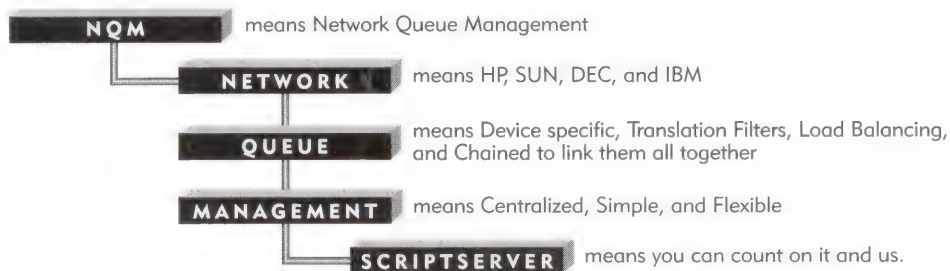 NQM means Network Queue Management
NETWORK means HP, SUN, DEC, and IBM
QUEUE means Device specific, Translation Filters, Load Balancing,
and Chained to link them all together
MANAGEMENT means Centralized, Simple, and Flexible
SCRIPTSERVER means you can count on it and us.